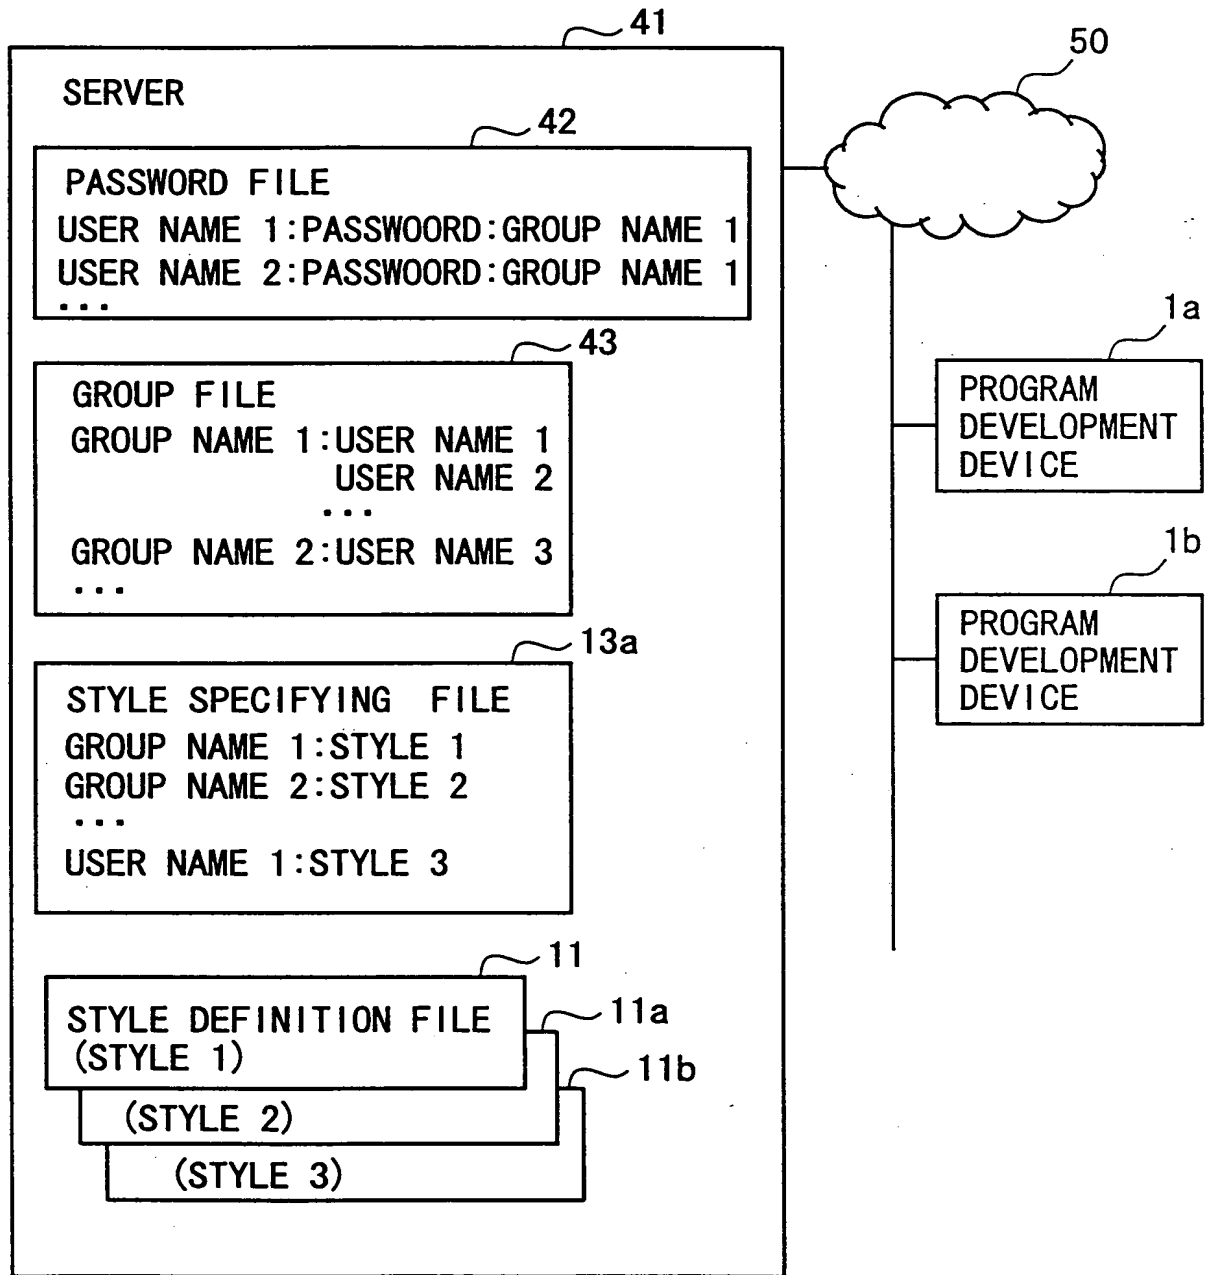 41
SERVER
42
PASSWORD FILE
USER NAME 1:PASSWOORD:GROUP NAME 1
USER NAME 2:PASSWOORD:GROUP NAME 1
...
43
GROUP FILE
GROUP NAME 1:USER NAME 1
USER NAME 2
...
GROUP NAME 2:USER NAME 3
...
13a
STYLE SPECIFYING FILE
GROUP NAME 1:STYLE 1
GROUP NAME 2:STYLE 2
...
USER NAME 1:STYLE 3
11
STYLE DEFINITION FILE
(STYLE 1)
11a
(STYLE 2)
11b
(STYLE 3)
50
1a
PROGRAM
DEVELOPMENT
DEVICE
1b
PROGRAM
DEVELOPMENT
DEVICE